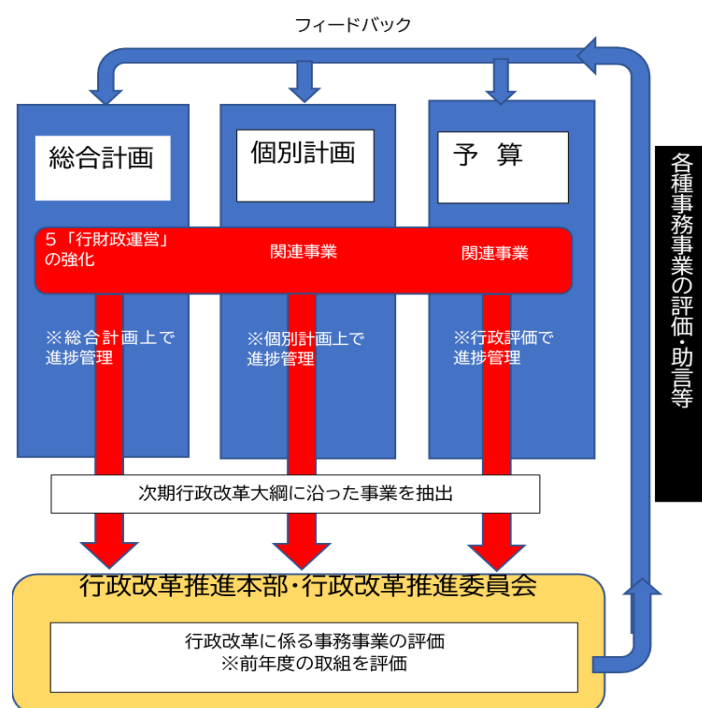 フィードバック
総合計画
個別計画
予 算
5「行財政運営」
の強化
関連事業
関連事業
※総合計画上で
進捗管理
※個別計画上で
進捗管理
※行政評価で
進捗管理
各種事務事業の評価・助言等
次期行政改革大綱に沿った事業を抽出
行政改革推進本部・行政改革推進委員会
行政改革に係る事務事業の評価
※前年度の取組を評価